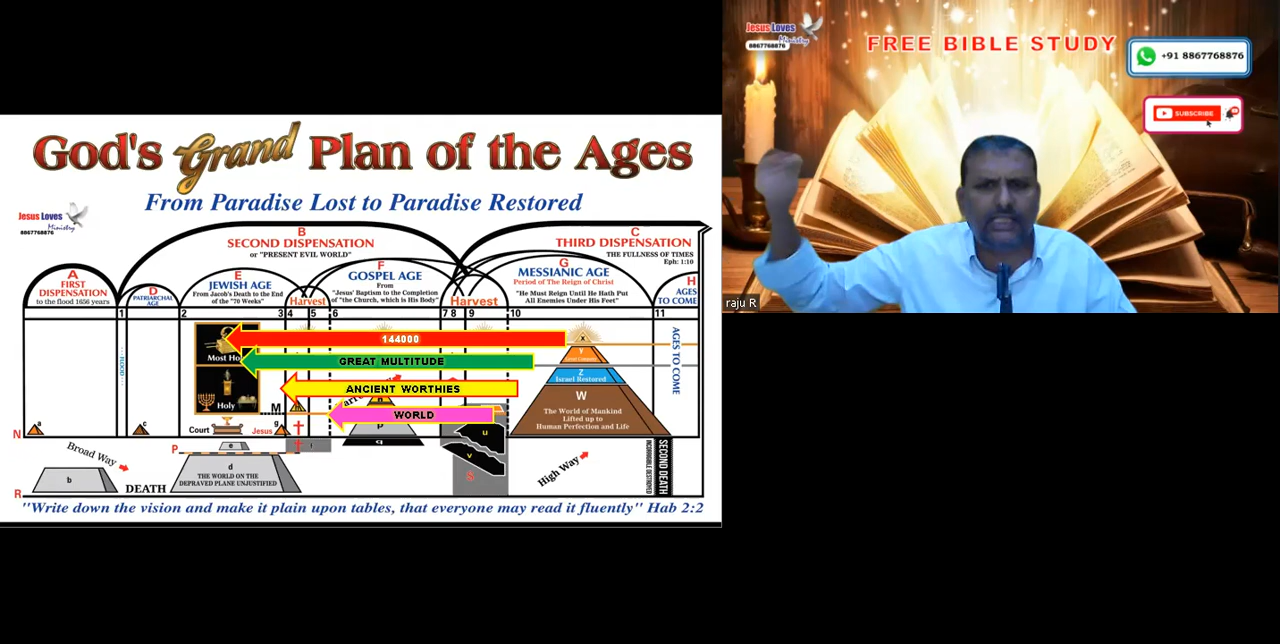 God's Grand Plan of the Ages
From Paradise Lost to Paradise Restored
Jesus Loves
Ministry
8867768876
B
SECOND DISPENSATION
or "PRESENT EVIL WORLD"
C
THIRD DISPENSATION
THE FULLNESS OF TIMES
Eph: 1:10
A
FIRST
DISPENSATION
to the flood 1656 years
D
PATRIARCHAL
AGE
E
JEWISH AGE
From Jacob's Death to the End
of the "70 Weeks"
Harvest
F
GOSPEL AGE
From
"Jesus' Baptism to the Completion
of "the Church, which is His Body"
Harvest
G
MESSIANIC AGE
Period of The Reign of Christ
"He Must Reign Until He Hath Put
All Enemies Under His Feet"
H
AGES
TO COME
1 2 3 4 5 6 7 8 9 10 11
FLOOD
Most Ho
Holy
Court
144000
GREAT MULTITUDE
ANCIENT WORTHIES
WORLD
M
Jesus
g
a
c
x
Y
Z
Israel Restored
W
The World of Mankind
Lifted up to
Human Perfection and Life
AGES TO COME
N
Broad Way
b
DEATH
P
e
d
THE WORLD ON THE
DEPRAVED PLANE UNJUSTIFIED
n
p
q
u
v
S
High Way
SECOND DEATH
R
"Write down the vision and make it plain upon tables, that everyone may read it fluently" Hab 2:2
Jesus Loves
Ministry
8867768876
FREE BIBLE STUDY
+91 8867768876
SUBSCRIBE
raju R